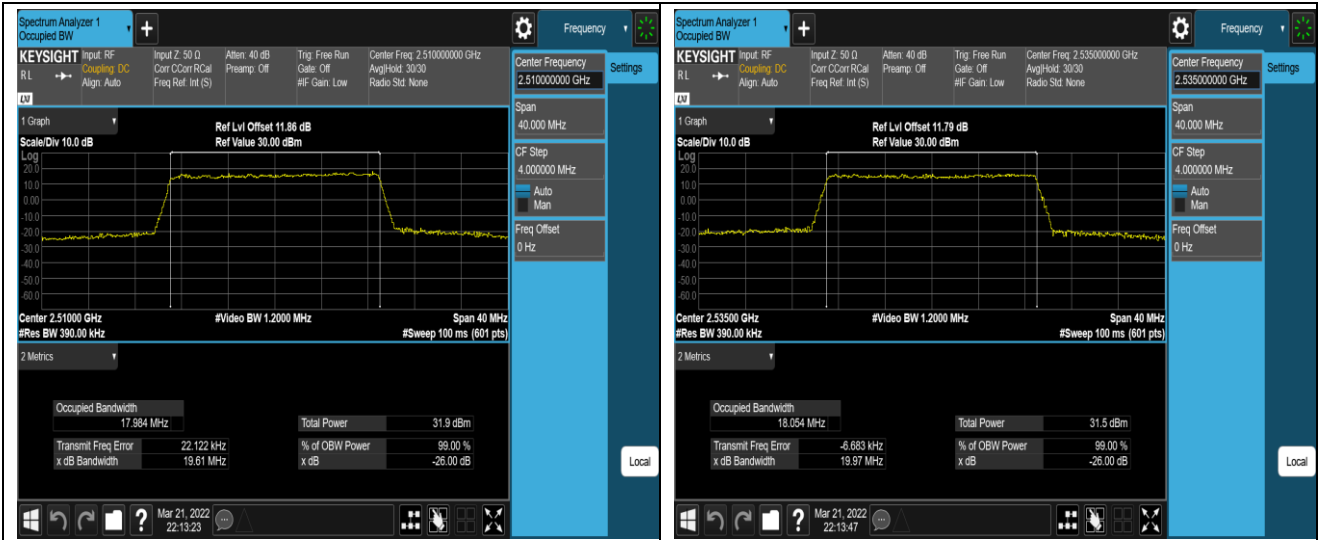 Spectrum Analyzer 1
Occupied BW
+
Frequency
KEYSIGHT
RL
LXI
Input: RF
Coupling: DC
Align: Auto
Input Z: 50 Ω
Corr CCorr RCal
Freq Ref: Int (S)
Atten: 40 dB
Preamp: Off
Trig: Free Run
Gate: Off
#IF Gain: Low
Center Freq: 2.510000000 GHz
Avg|Hold: 30/30
Radio Std: None
Center Frequency
2.510000000 GHz
Settings
Span
40.000 MHz
CF Step
4.000000 MHz
Auto
Man
Freq Offset
0 Hz
Local
1 Graph
Scale/Div 10.0 dB
Ref Lvl Offset 11.86 dB
Ref Value 30.00 dBm
Log
20.0
10.0
0.00
-10.0
-20.0
-30.0
-40.0
-50.0
-60.0
Center 2.51000 GHz
#Video BW 1.2000 MHz
Span 40 MHz
#Res BW 390.00 kHz
#Sweep 100 ms (601 pts)
2 Metrics
Occupied Bandwidth
17.984 MHz
Total Power 31.9 dBm
Transmit Freq Error 22.122 kHz
% of OBW Power 99.00 %
x dB Bandwidth 19.61 MHz
x dB -26.00 dB
?
Mar 21, 2022
22:13:23
Spectrum Analyzer 1
Occupied BW
+
Frequency
KEYSIGHT
RL
LXI
Input: RF
Coupling: DC
Align: Auto
Input Z: 50 Ω
Corr CCorr RCal
Freq Ref: Int (S)
Atten: 40 dB
Preamp: Off
Trig: Free Run
Gate: Off
#IF Gain: Low
Center Freq: 2.535000000 GHz
Avg|Hold: 30/30
Radio Std: None
Center Frequency
2.535000000 GHz
Settings
Span
40.000 MHz
CF Step
4.000000 MHz
Auto
Man
Freq Offset
0 Hz
Local
1 Graph
Scale/Div 10.0 dB
Ref Lvl Offset 11.79 dB
Ref Value 30.00 dBm
Log
20.0
10.0
0.00
-10.0
-20.0
-30.0
-40.0
-50.0
-60.0
Center 2.53500 GHz
#Video BW 1.2000 MHz
Span 40 MHz
#Res BW 390.00 kHz
#Sweep 100 ms (601 pts)
2 Metrics
Occupied Bandwidth
18.054 MHz
Total Power 31.5 dBm
Transmit Freq Error -6.683 kHz
% of OBW Power 99.00 %
x dB Bandwidth 19.97 MHz
x dB -26.00 dB
?
Mar 21, 2022
22:13:47